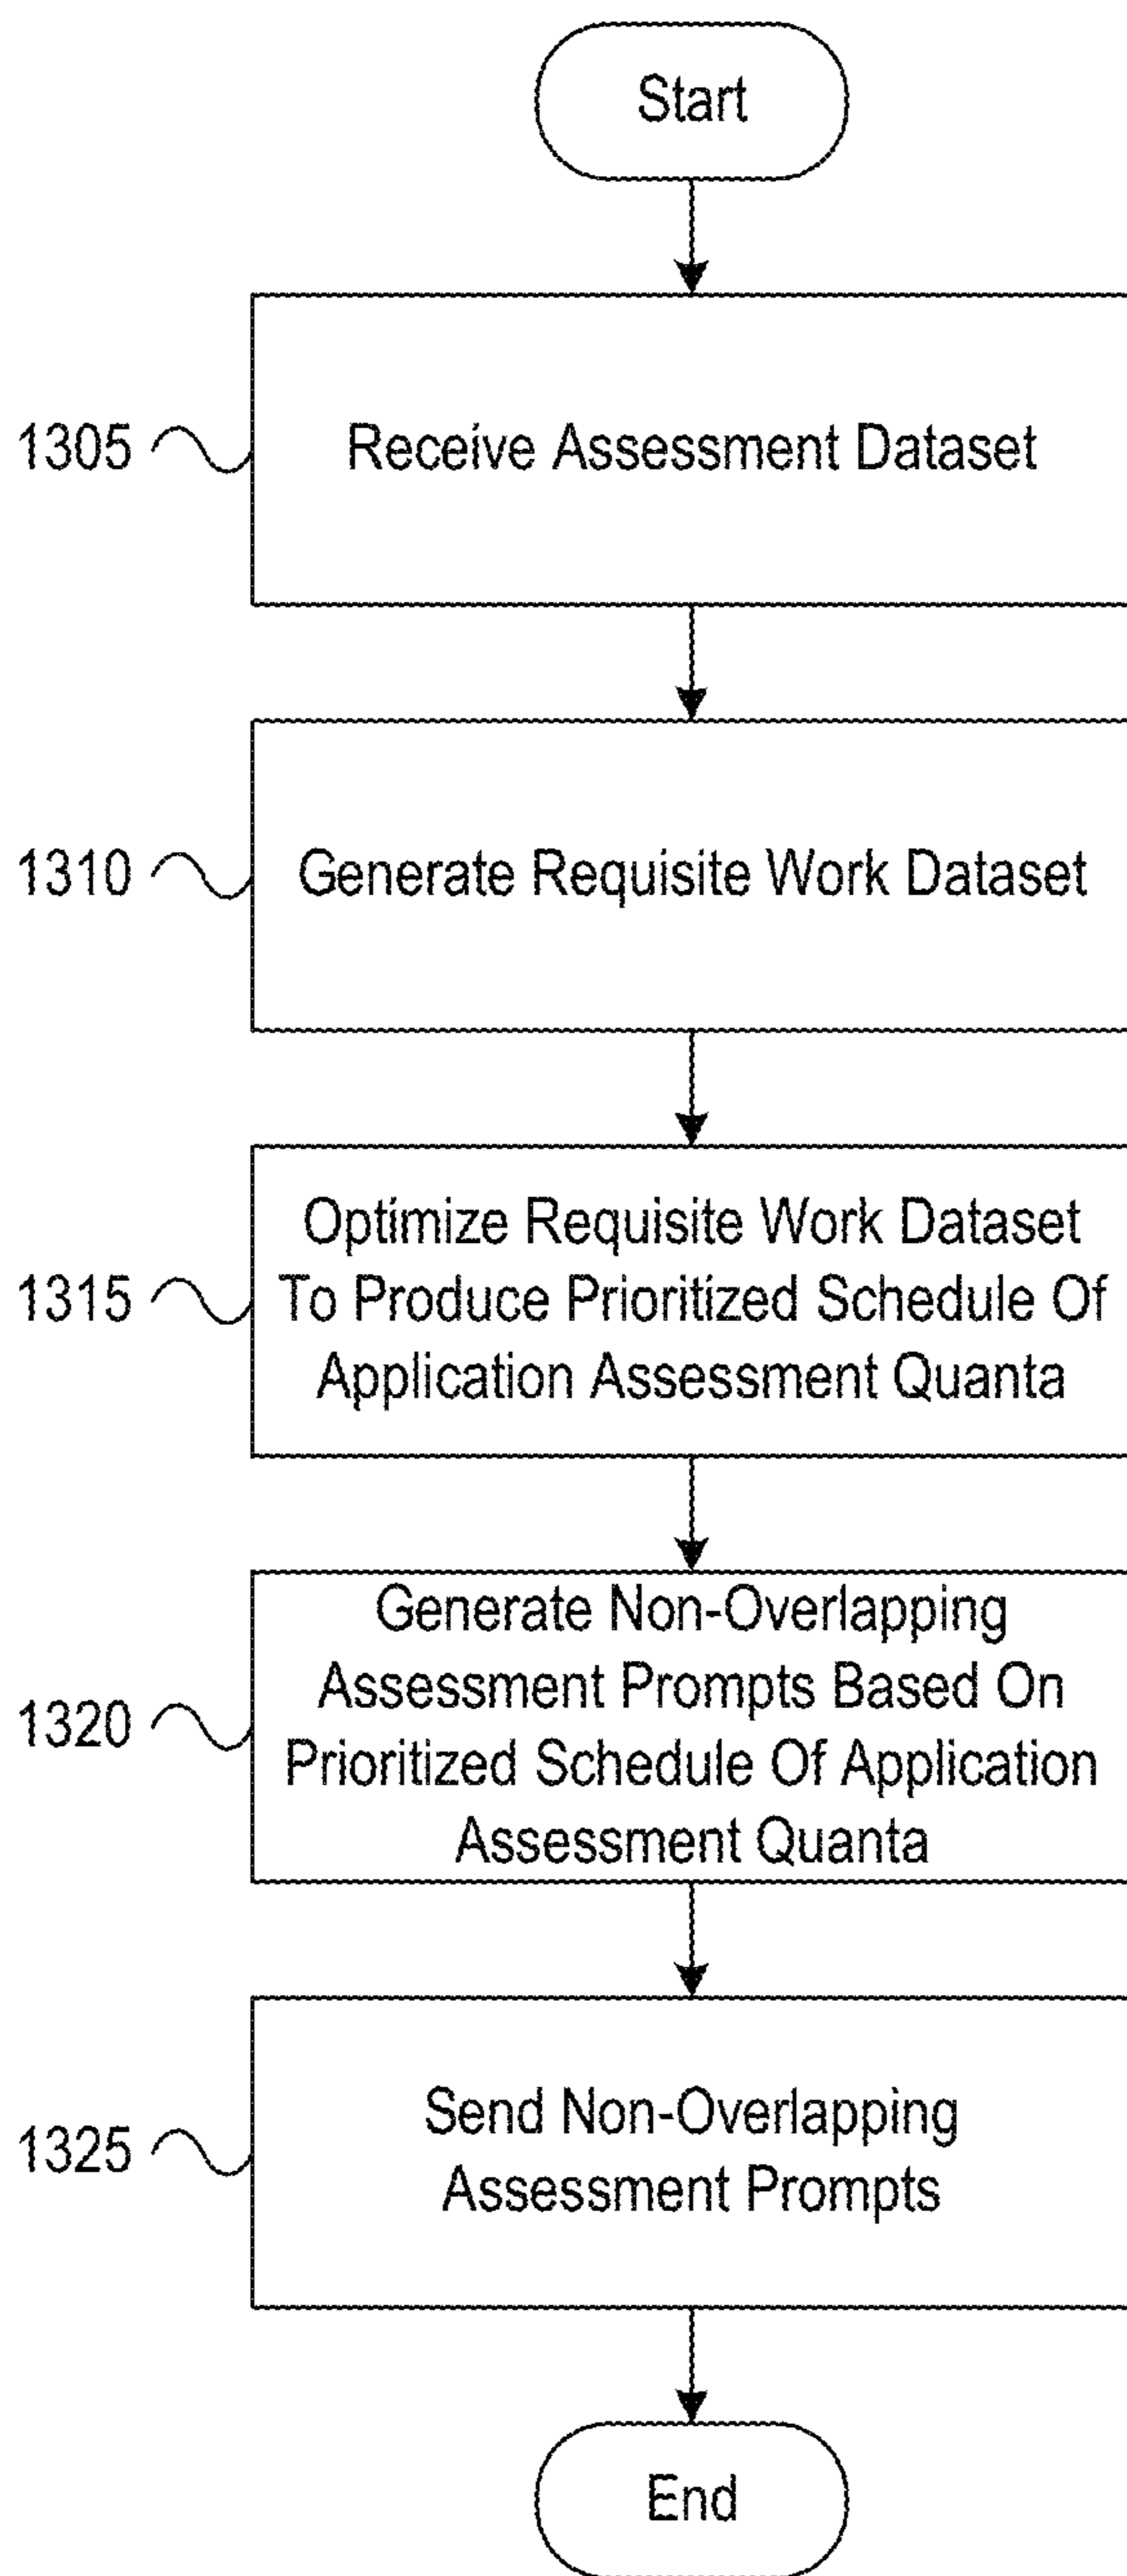 Start
1305
Receive Assessment Dataset
1310
Generate Requisite Work Dataset
1315
Optimize Requisite Work Dataset
To Produce Prioritized Schedule Of
Application Assessment Quanta
1320
Generate Non-Overlapping
Assessment Prompts Based On
Prioritized Schedule Of Application
Assessment Quanta
1325
Send Non-Overlapping
Assessment Prompts
End